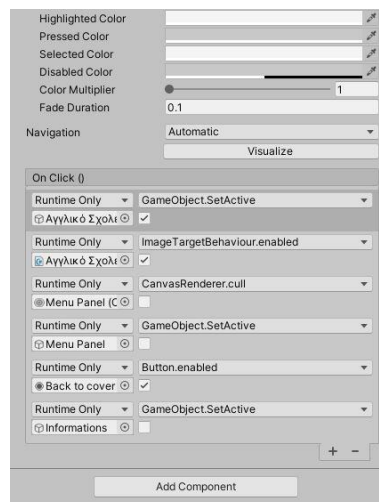 Highlighted Color
Pressed Color
Selected Color
Disabled Color
Color Multiplier 1
Fade Duration 0.1
Navigation Automatic
Visualize
On Click ()
Runtime Only GameObject.SetActive
Αγγλικό Σχολε
Runtime Only ImageTargetBehaviour.enabled
Αγγλικό Σχολε
Runtime Only CanvasRenderer.cull
Menu Panel (C
Runtime Only GameObject.SetActive
Menu Panel
Runtime Only Button.enabled
Back to cover
Runtime Only GameObject.SetActive
Informations
+ -
Add Component